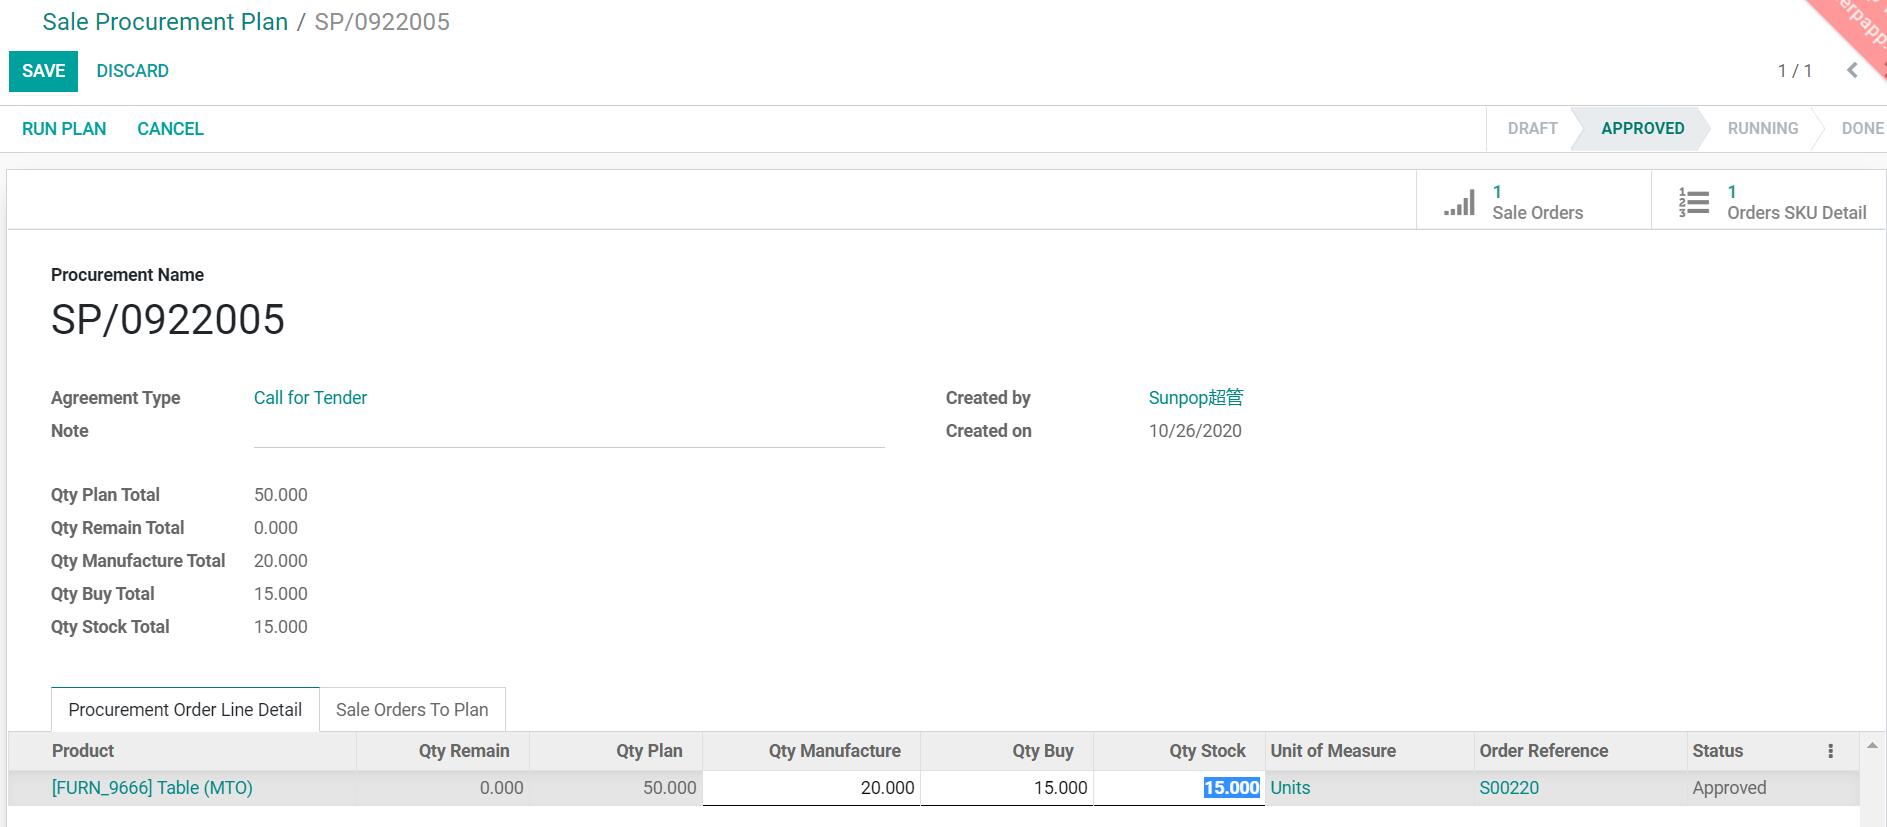 Sale Procurement Plan / SP/0922005
SAVE DISCARD
1 / 1
RUN PLAN CANCEL
DRAFT APPROVED RUNNING DONE
1
Sale Orders
1
Orders SKU Detail
Procurement Name
SP/0922005
Agreement Type Call for Tender
Note
Created by Sunpop超管
Created on 10/26/2020
Qty Plan Total 50.000
Qty Remain Total 0.000
Qty Manufacture Total 20.000
Qty Buy Total 15.000
Qty Stock Total 15.000
Procurement Order Line Detail Sale Orders To Plan
Product Qty Remain Qty Plan Qty Manufacture Qty Buy Qty Stock Unit of Measure Order Reference Status
[FURN_9666] Table (MTO) 0.000 50.000 20.000 15.000 15.000 Units S00220 Approved